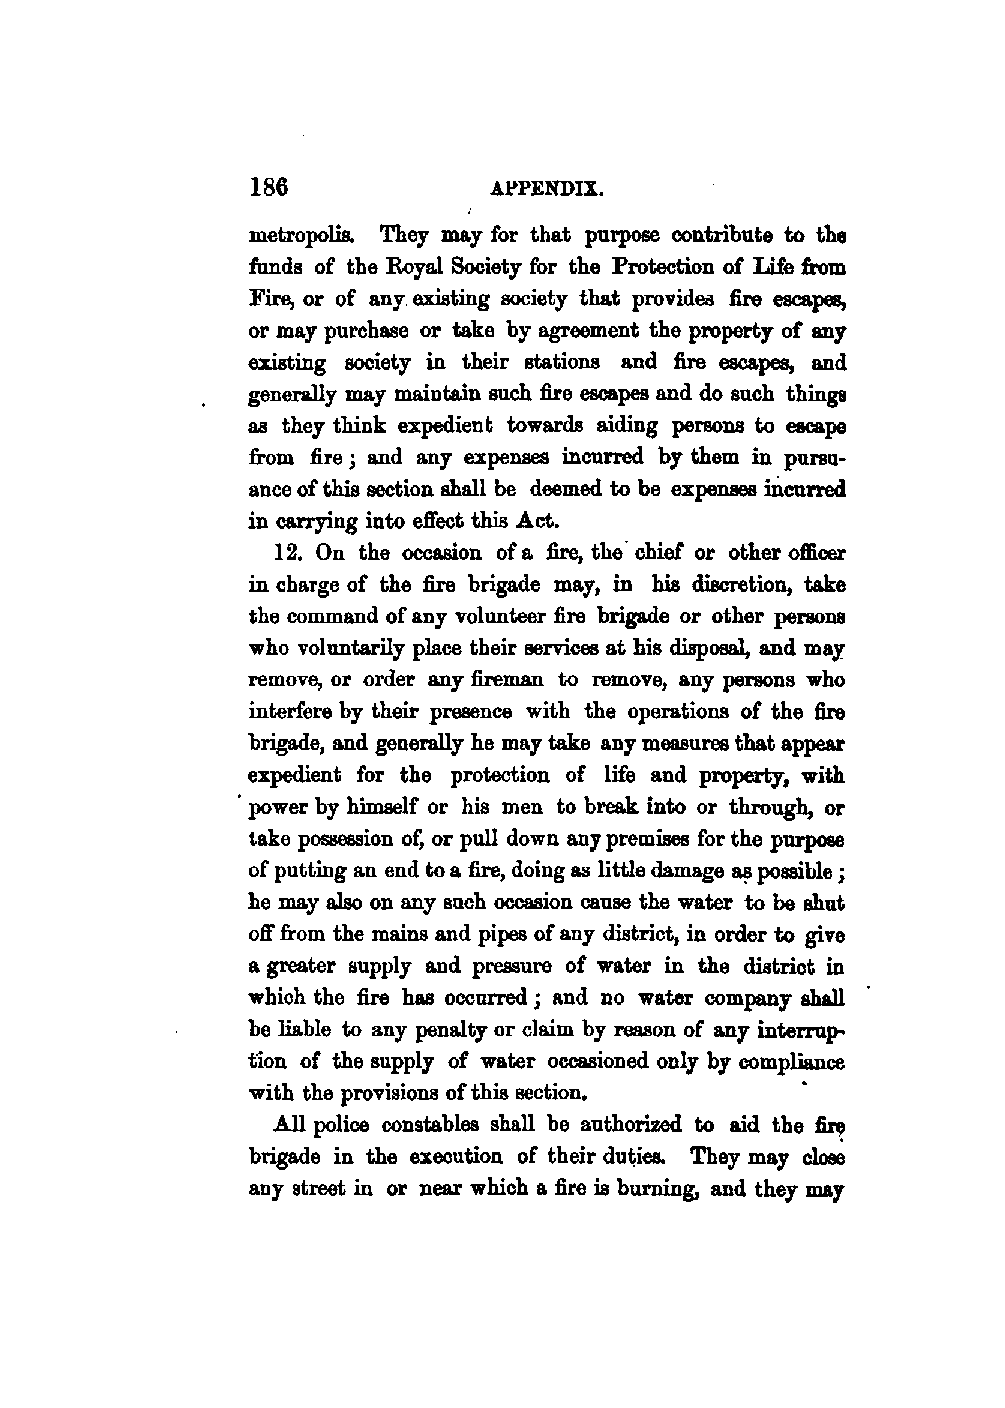 186 APPENDIX.
metropolis. They may for that purpose contribute to the
funds of the Royal Society for the Protection of Life from
Fire, or of any existing society that provides fire escapes,
or may purchase or take by agreement the property of any
existing society in their stations and fire escapes, and
generally may maintain such fire escapes and do such things
as they think expedient towards aiding persons to escape
from fire ; and any expenses incurred by them in pursu-
ance of this section shall be deemed to be expenses incurred
in carrying into effect this Act.
12. On the occasion of a fire, the chief or other officer
in charge of the fire brigade may, in his discretion, take
the command of any volunteer fire brigade or other persons
who voluntarily place their services at his disposal, and may
remove, or order any fireman to remove, any persons who
interfere by their presence with the operations of the fire
brigade, and generally he may take any measures that appear
expedient for the protection of life and property, with
power by himself or his men to break into or through, or
take possession of, or pull down any premises for the purpose
of putting an end to a fire, doing as little damage as possible ;
he may also on any such occasion cause the water to be shut
off from the mains and pipes of any district, in order to give
a greater supply and pressure of water in the district in
which the fire has occurred ; and no water company shall
be liable to any penalty or claim by reason of any interrup-
tion of the supply of water occasioned only by compliance
with the provisions of this section.
All police constables shall be authorized to aid the fire
brigade in the execution of their duties. They may close
any street in or near which a fire is burning, and they may